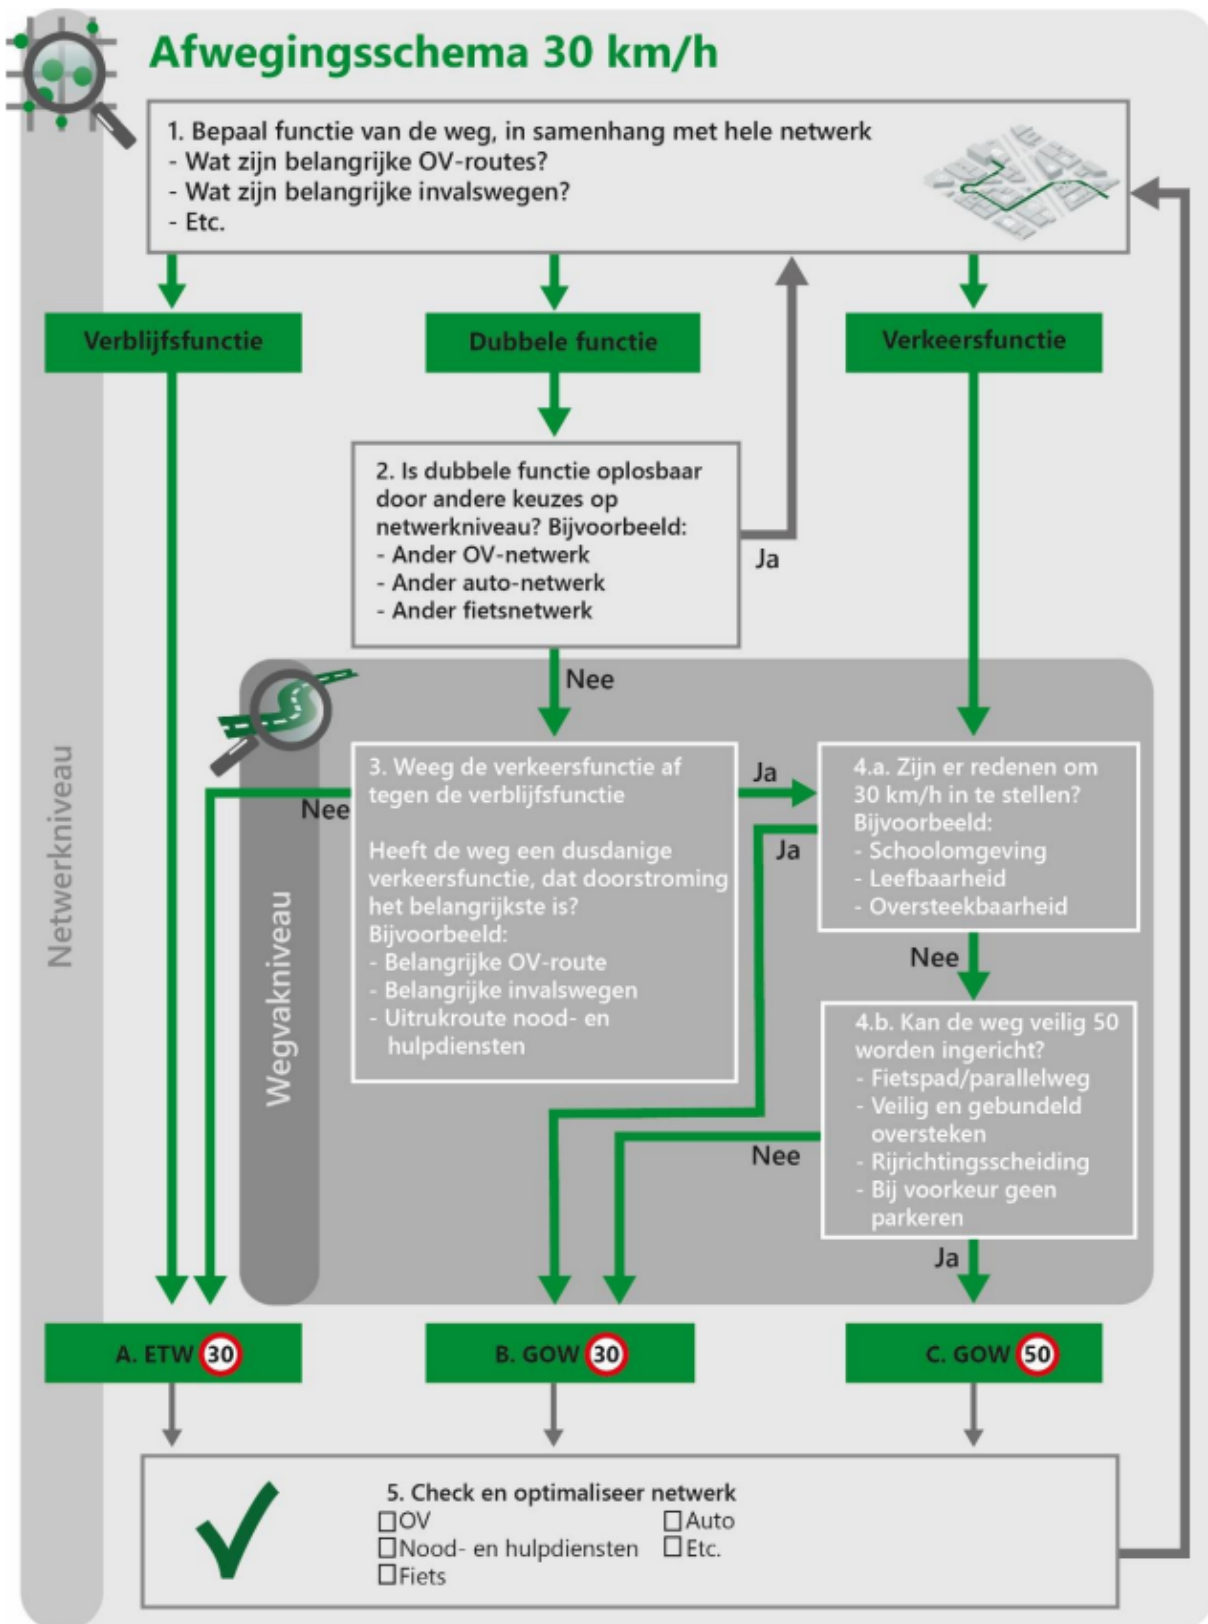 Afwegingsschema 30 km/h
1. Bepaal functie van de weg, in samenhang met hele netwerk
- Wat zijn belangrijke OV-routes?
- Wat zijn belangrijke invalswegen?
- Etc.
Verblijfsfunctie
Dubbele functie
Verkeersfunctie
2. Is dubbele functie oplosbaar
door andere keuzes op
netwerkniveau? Bijvoorbeeld:
- Ander OV-netwerk
- Ander auto-netwerk
- Ander fietsnetwerk
Ja
Nee
Netwerkniveau
Wegvakniveau
3. Weeg de verkeersfunctie af
tegen de verblijfsfunctie
Heeft de weg een dusdanige
verkeersfunctie, dat doorstroming
het belangrijkste is?
Bijvoorbeeld:
- Belangrijke OV-route
- Belangrijke invalswegen
- Uitrukroute nood- en
hulpdiensten
Nee
Ja
4.a. Zijn er redenen om
30 km/h in te stellen?
Bijvoorbeeld:
- Schoolomgeving
- Leefbaarheid
- Oversteekbaarheid
Ja
Nee
4.b. Kan de weg veilig 50
worden ingericht?
- Fietspad/parallelweg
- Veilig en gebundeld
oversteken
- Rijrichtingsscheiding
- Bij voorkeur geen
parkeren
Nee
Ja
A. ETW 30
B. GOW 30
C. GOW 50
5. Check en optimaliseer netwerk
OV
Nood- en hulpdiensten
Fiets
Auto
Etc.